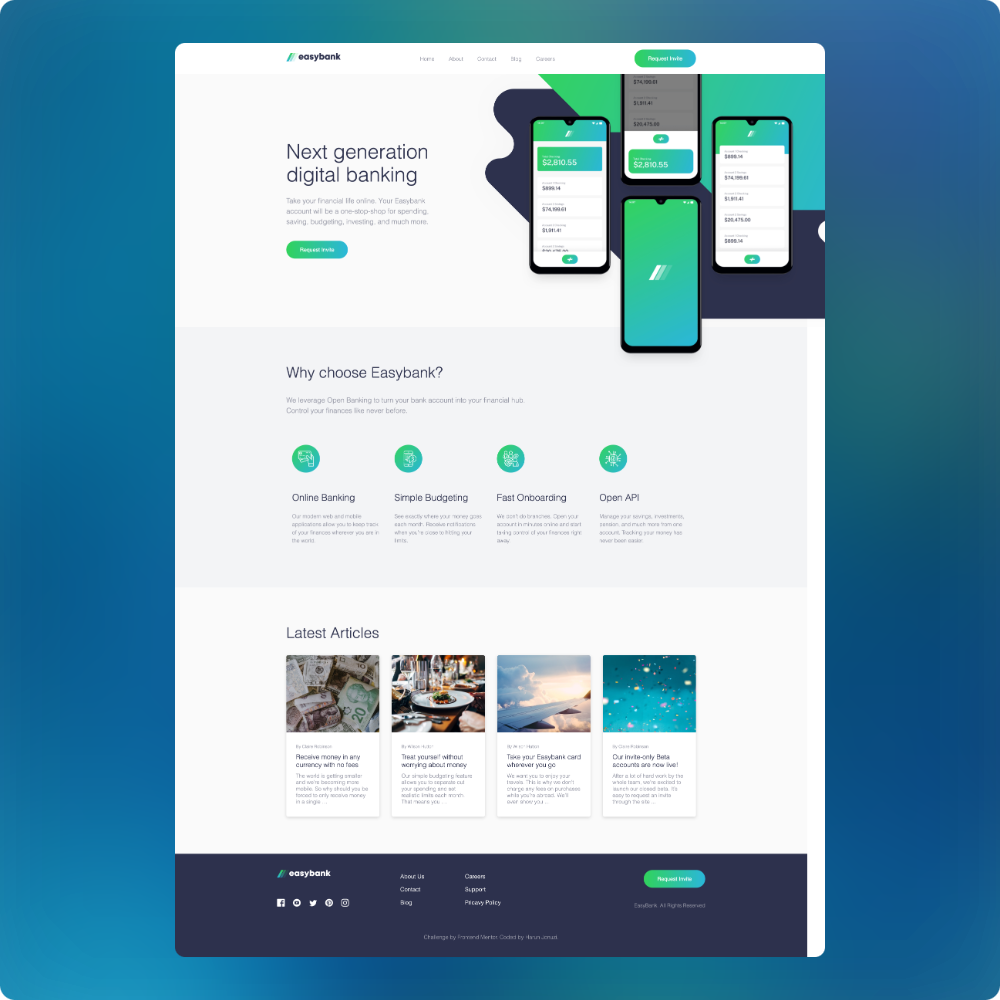 easybank
Home About Contact Blog Careers
Request Invite
Next generation
digital banking
Take your financial life online. Your Easybank
account will be a one-stop-shop for spending,
saving, budgeting, investing, and much more.
Request Invite
$2,810.55
$899.14
$74,199.61
$1,911.41
$74,199.61
$1,911.41
$20,475.06
$2,810.55
$899.14
$74,199.61
$1,911.41
$20,475.06
$899.14
Why choose Easybank?
We leverage Open Banking to turn your bank account into your financial hub.
Control your finances like never before.
Online Banking
Our modern web and mobile
applications allow you to keep track
of your finances wherever you are in
the world.
Simple Budgeting
See exactly where your money goes
each month. Receive notifications
when you're close to hitting your
limits.
Fast Onboarding
We don't do branches. Open your
account in minutes online and start
taking control of your finances right
away.
Open API
Manage your savings, investments,
pension, and much more from one
account. Tracking your money has
never been easier.
Latest Articles
By Claire Robinson
Receive money in any
currency with no fees
The world is getting smaller
and we're becoming more
mobile. So why should you be
forced to only receive money
in a single ...
By Wilson Hutton
Treat yourself without
worrying about money
Our simple budgeting feature
allows you to separate out
your spending and set
realistic limits each month.
That means you ...
By Wilson Hutton
Take your Easybank card
wherever you go
We want you to enjoy your
travels. This is why we don't
charge any fees on purchases
while you're abroad. We'll
even show you ...
By Claire Robinson
Our invite-only Beta
accounts are now live!
After a lot of hard work by the
whole team, we're excited to
launch our closed beta. It's
easy to request an invite
through the site ...
easybank
About Us
Contact
Blog
Careers
Support
Privacy Policy
Request Invite
EasyBank. All Rights Reserved
Challenge by Frontend Mentor. Coded by Harun Jonuzi.